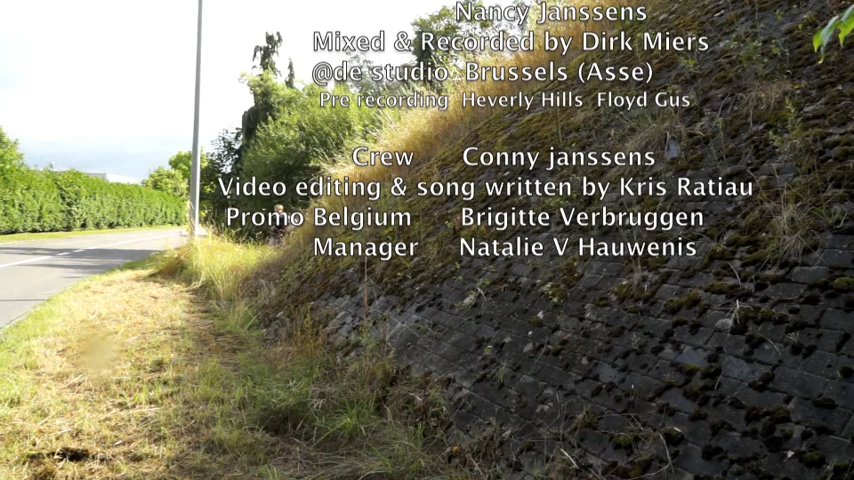 Nancy Janssens
Mixed & Recorded by Dirk Miers
@de studio Brussels (Asse)
Pre recording Heverly Hills Floyd Gus
Crew Conny janssens
Video editing & song written by Kris Ratiau
Promo Belgium Brigitte Verbruggen
Manager Natalie V Hauwenis